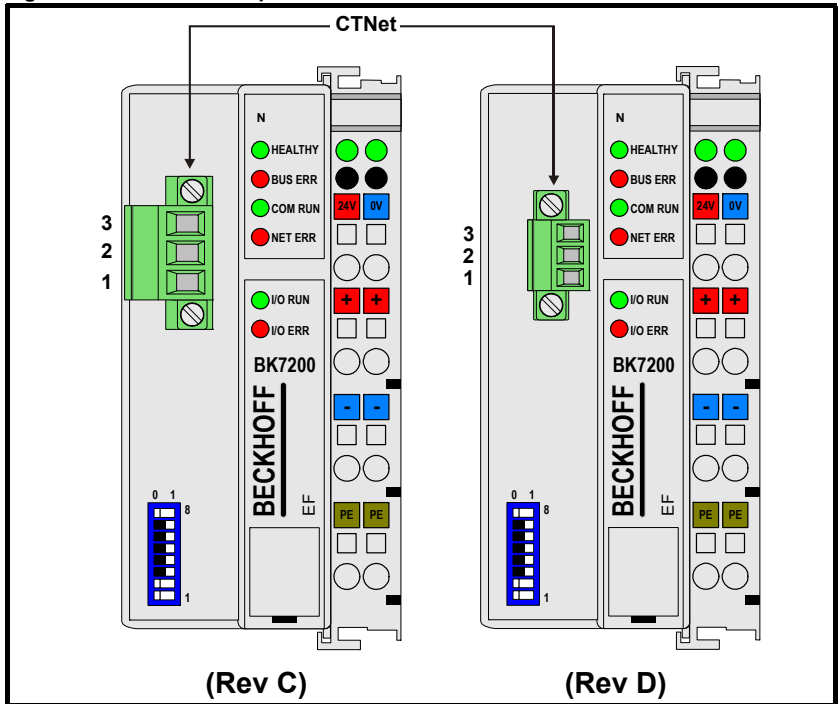 CTNet
N
HEALTHY
BUS ERR
COM RUN
NET ERR
24V 0V
3
2
1
+ +
I/O RUN
I/O ERR
BK7200
- -
BECKHOFF
EF
PE PE
0 1
8
1
(Rev C)
N
HEALTHY
BUS ERR
COM RUN
NET ERR
24V 0V
3
2
1
+ +
I/O RUN
I/O ERR
BK7200
- -
BECKHOFF
EF
PE PE
0 1
8
1
(Rev D)